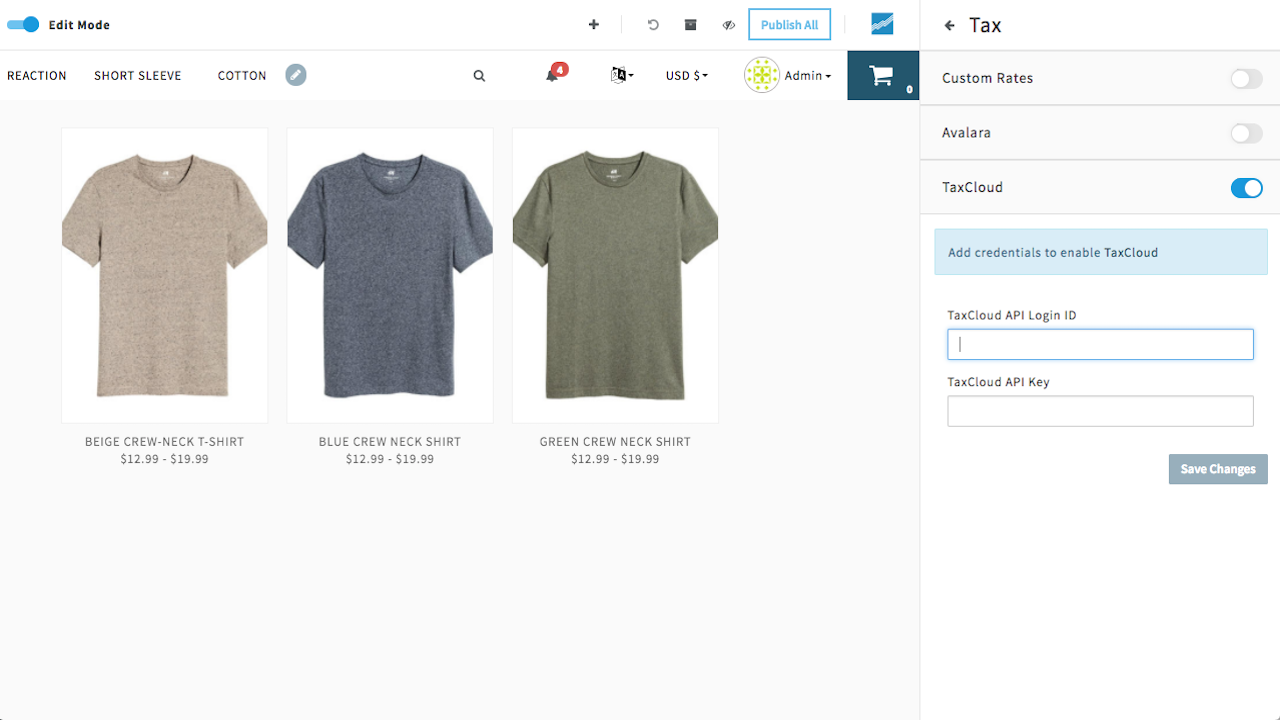 Edit Mode
Publish All
REACTION SHORT SLEEVE COTTON
4
USD $
Admin
0
BEIGE CREW-NECK T-SHIRT
$12.99 - $19.99
BLUE CREW NECK SHIRT
$12.99 - $19.99
GREEN CREW NECK SHIRT
$12.99 - $19.99
Tax
Custom Rates
Avalara
TaxCloud
Add credentials to enable TaxCloud
TaxCloud API Login ID
TaxCloud API Key
Save Changes